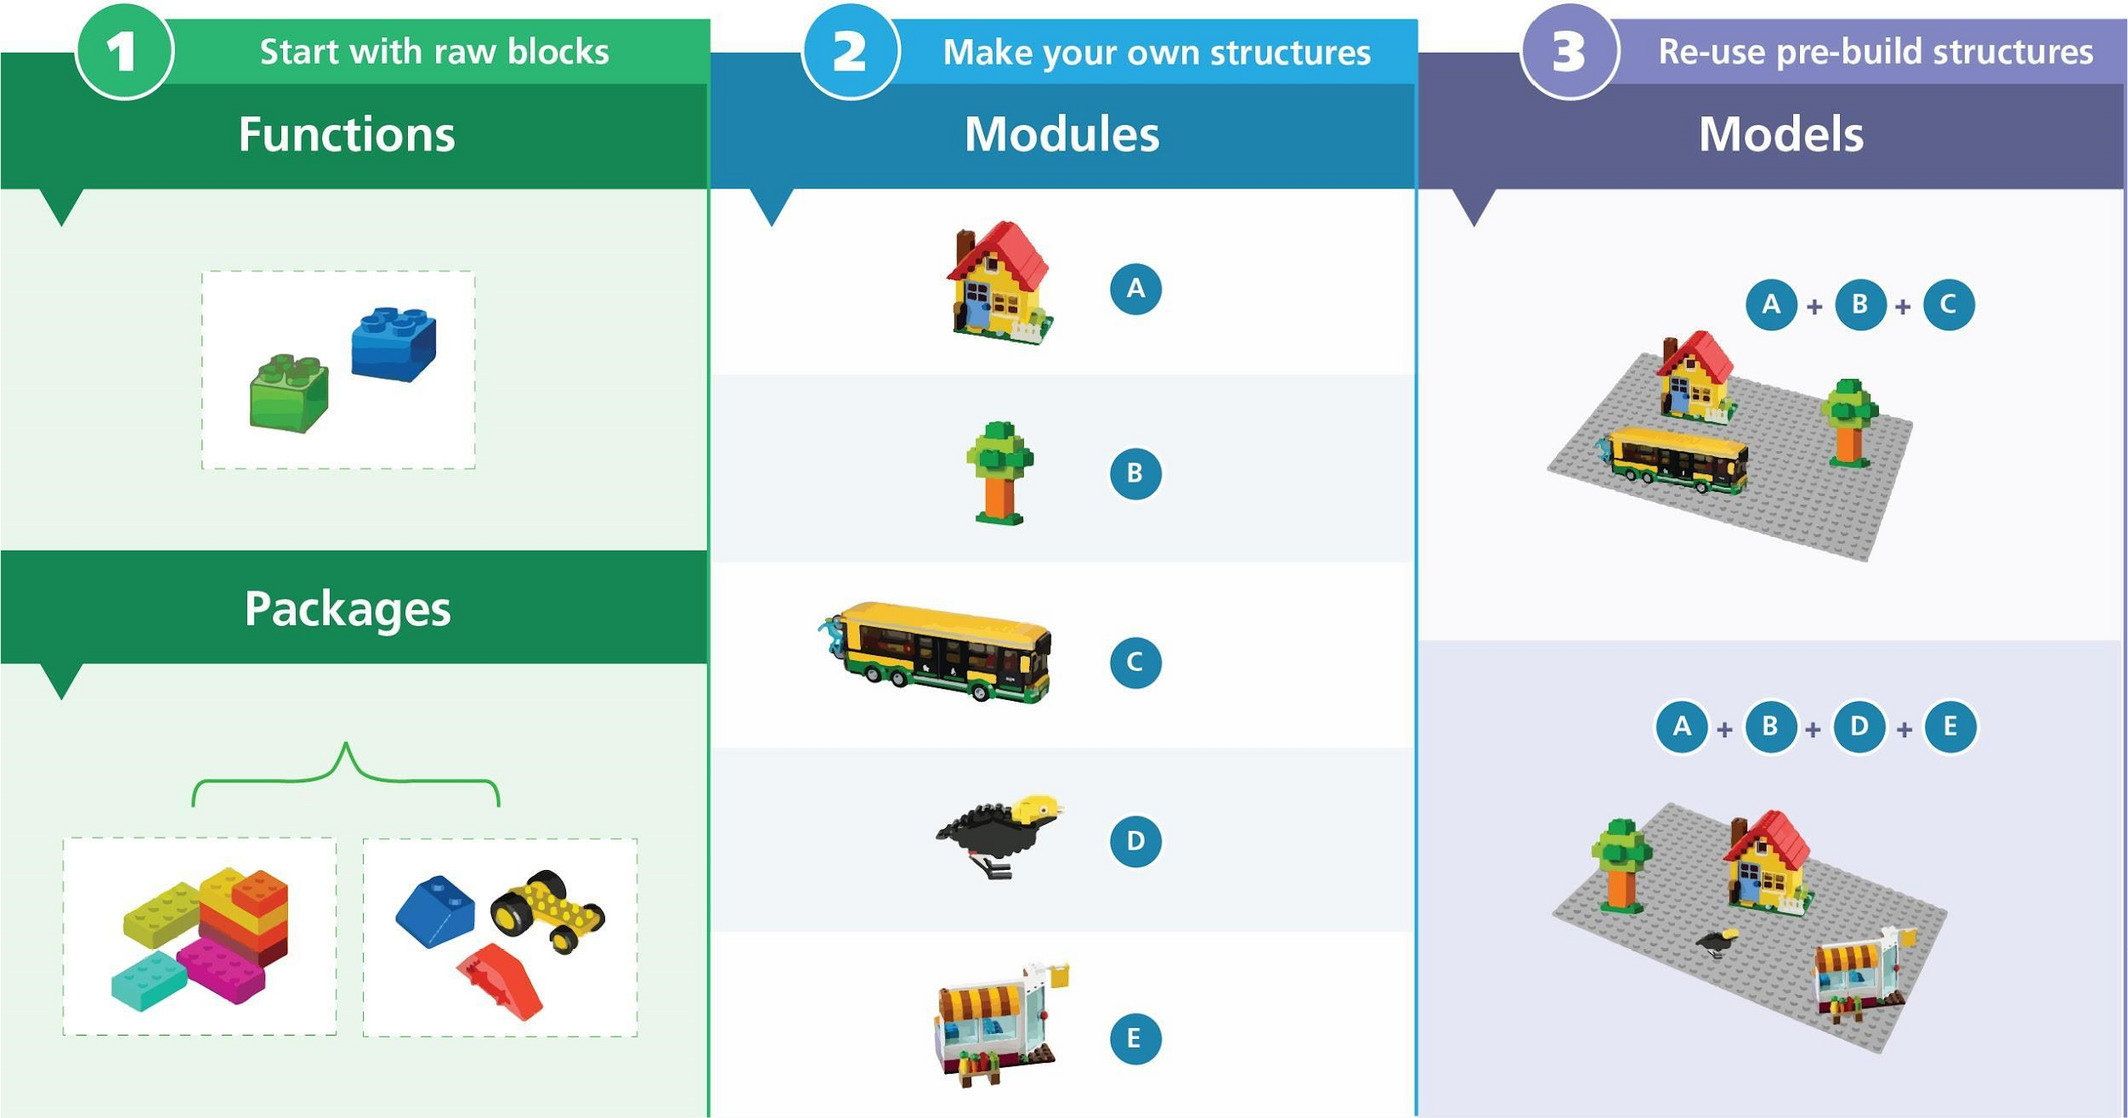 1 Start with raw blocks
Functions
Packages
2 Make your own structures
Modules
A
B
C
D
E
3 Re-use pre-build structures
Models
A + B + C
A + B + D + E